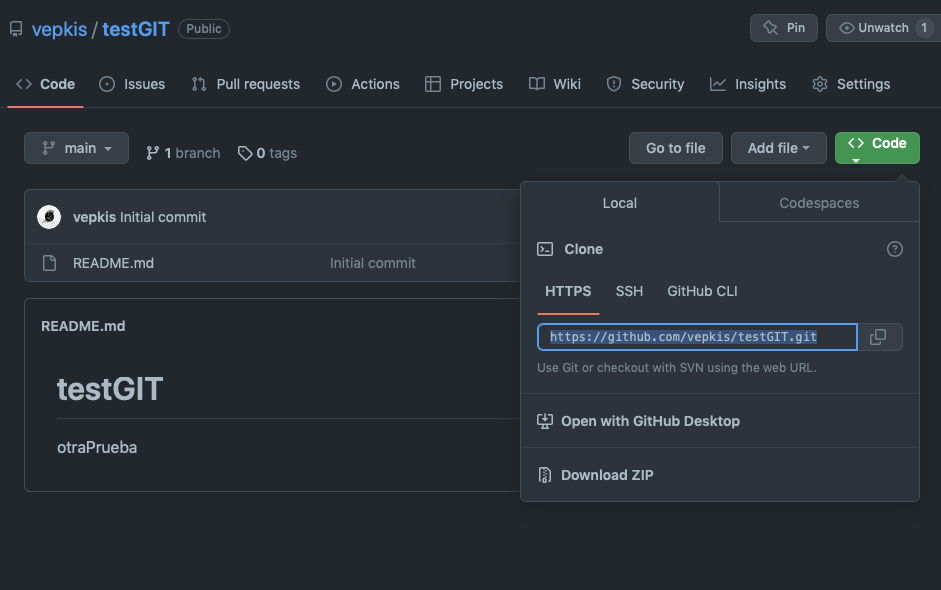 vepkis / testGIT Public Pin Unwatch 1
Code Issues Pull requests Actions Projects Wiki Security Insights Settings
main 1 branch 0 tags Go to file Add file Code
vepkis Initial commit
README.md Initial commit
README.md
testGIT
otraPrueba
Local Codespaces
Clone
HTTPS SSH GitHub CLI
https://github.com/vepkis/testGIT.git
Use Git or checkout with SVN using the web URL.
Open with GitHub Desktop
Download ZIP